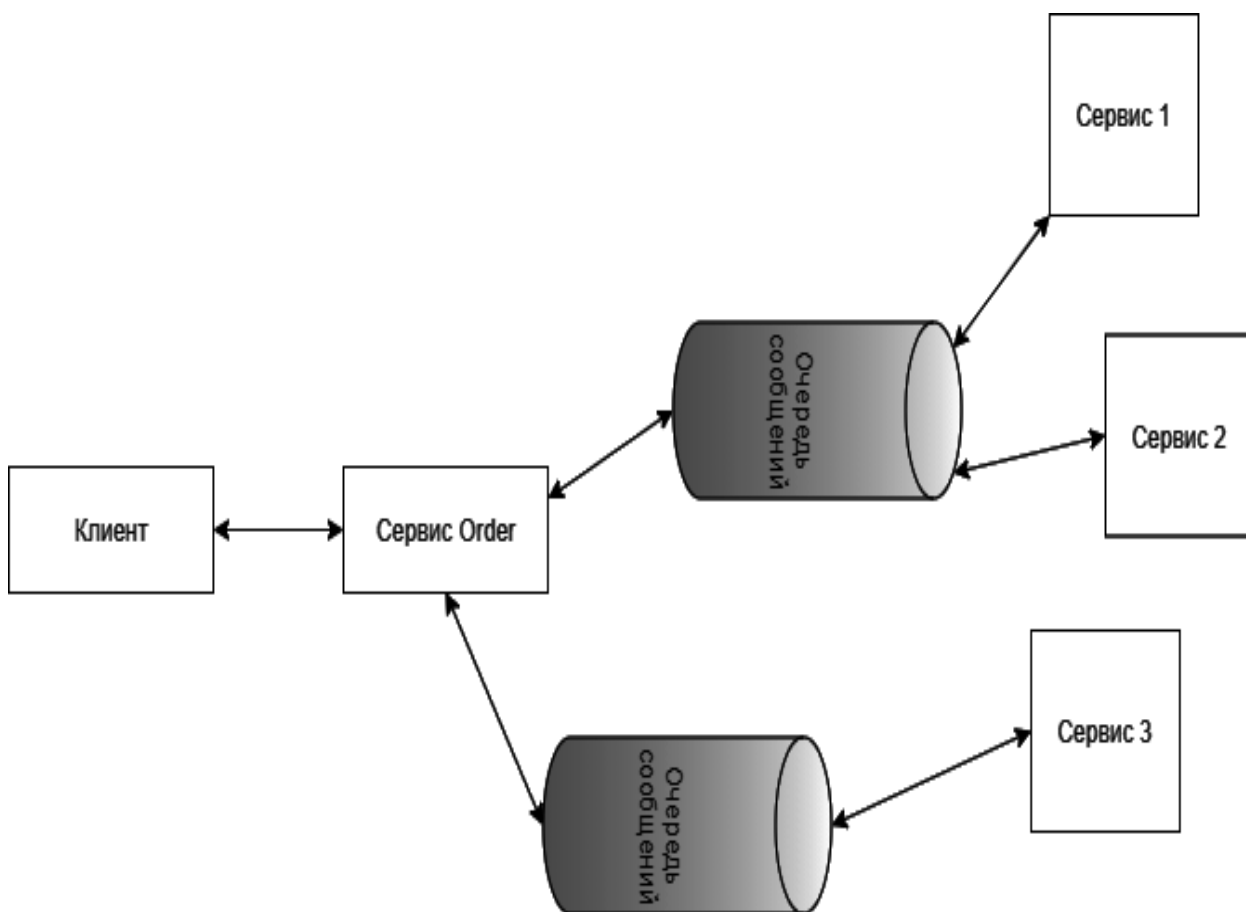 Сервис 1
Очередь
сообщений
Сервис 2
Клиент
Сервис Order
Сервис 3
Очередь
сообщений